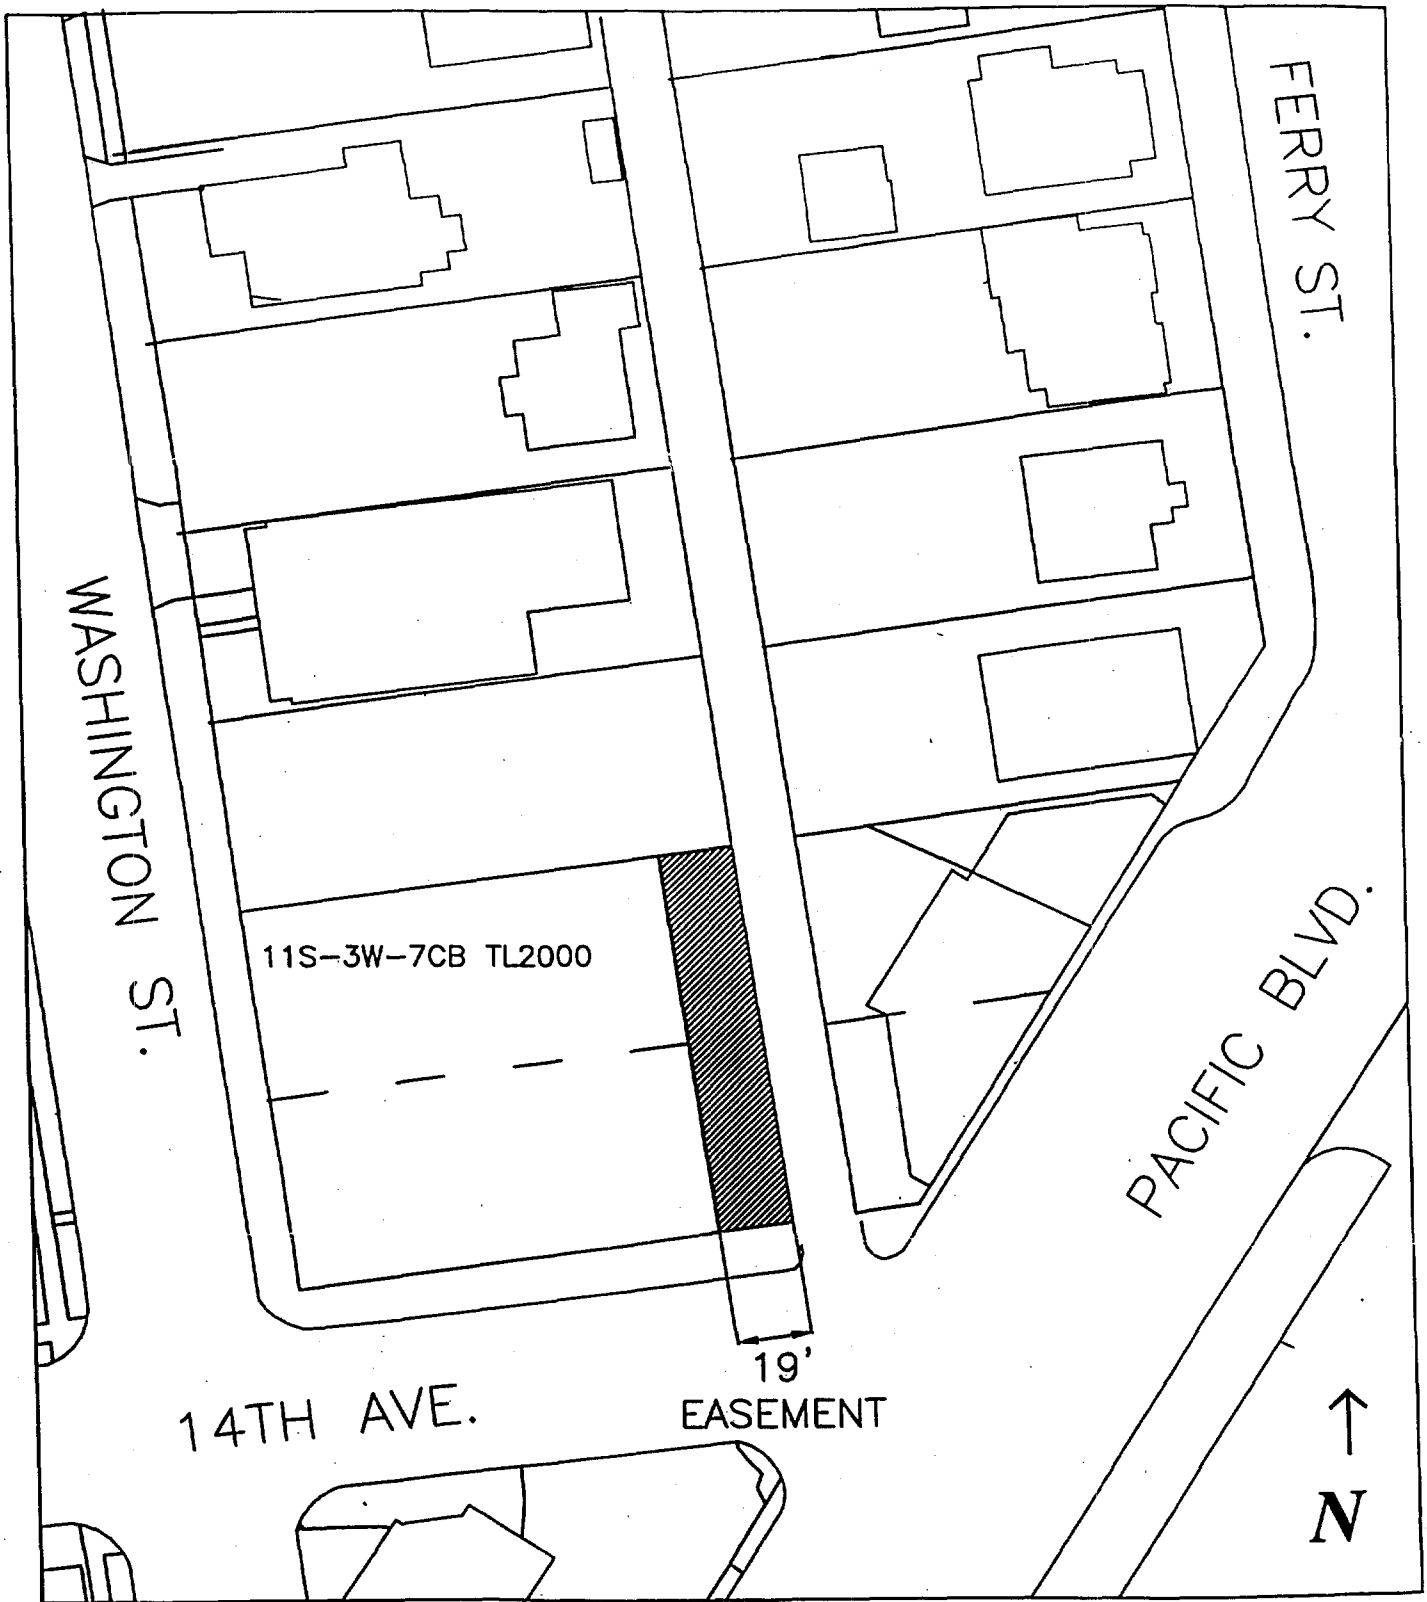 FERRY ST.
WASHINGTON ST.
11S-3W-7CB TL2000
PACIFIC BLVD.
19'
EASEMENT
14TH AVE.
N